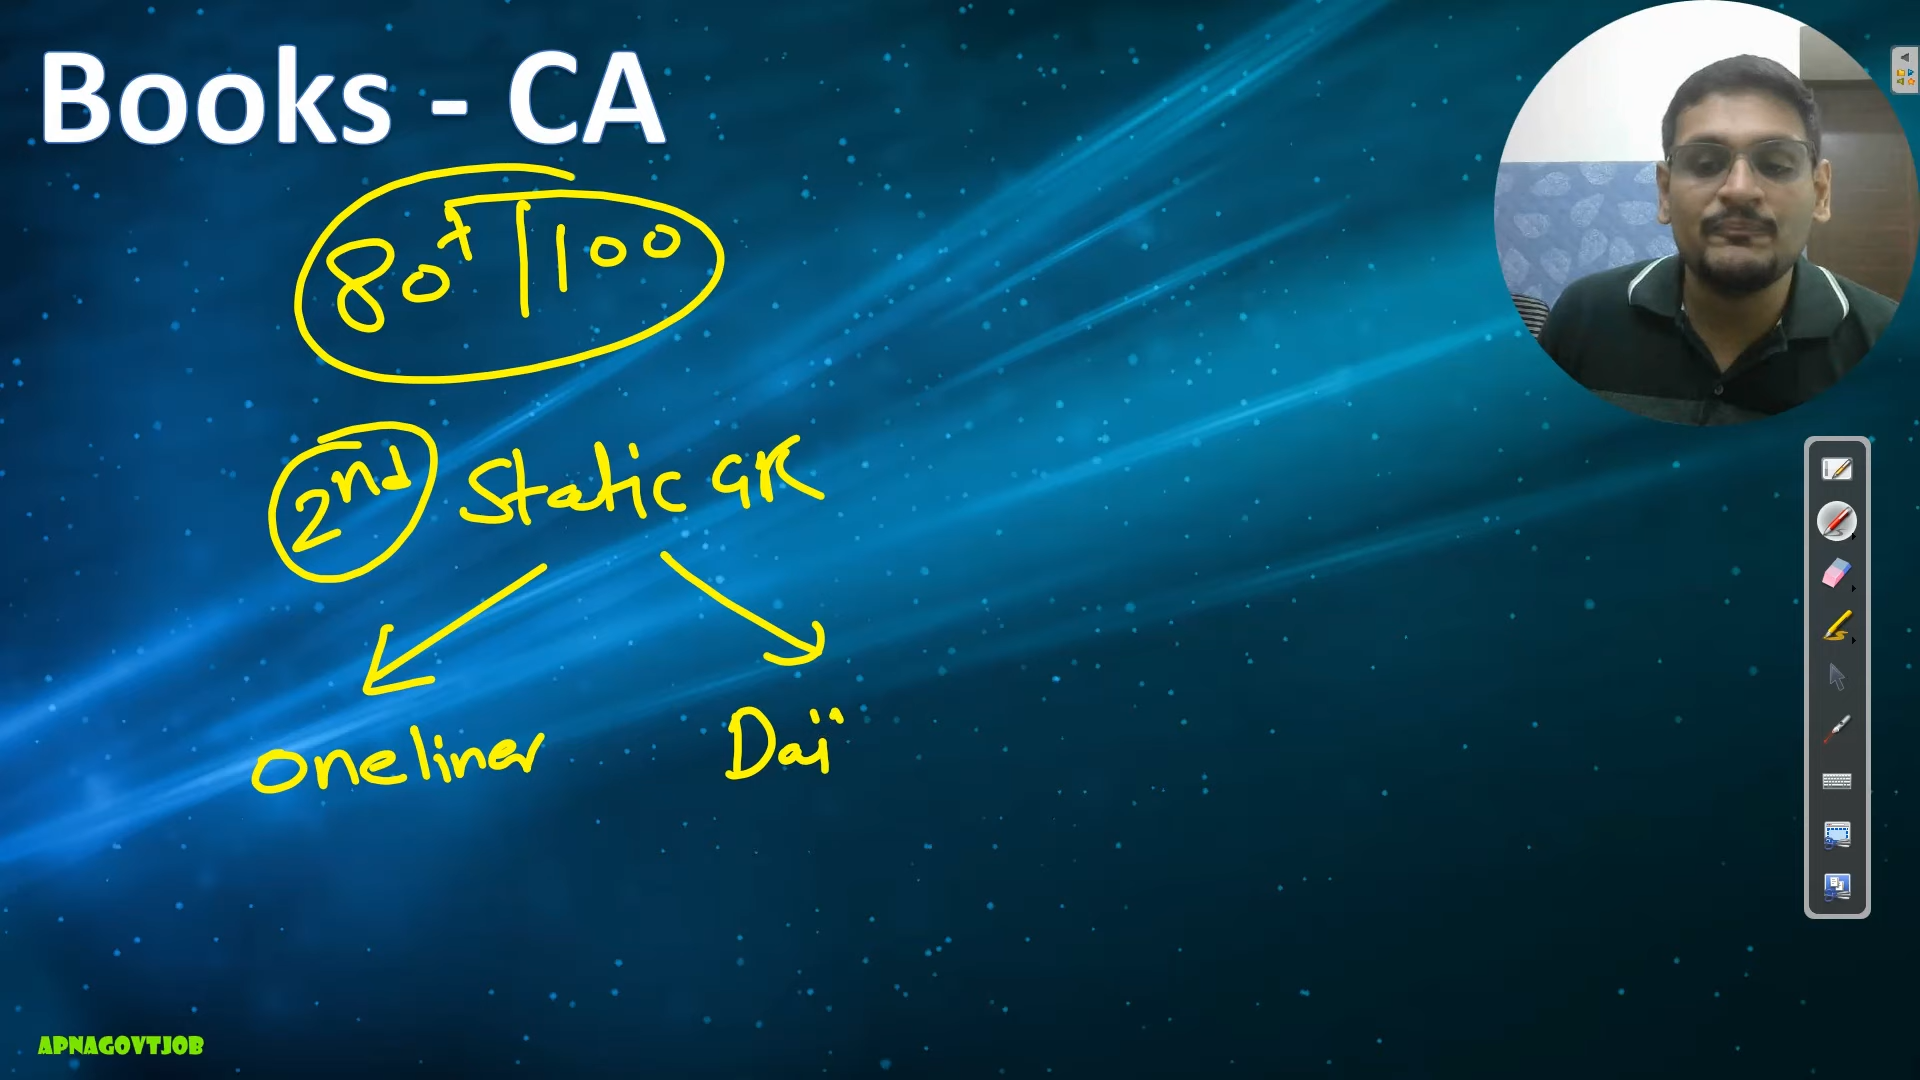 Books - CA
80+ | 100
2nd Static GK
oneliner Dai
APNAGOVTJOB